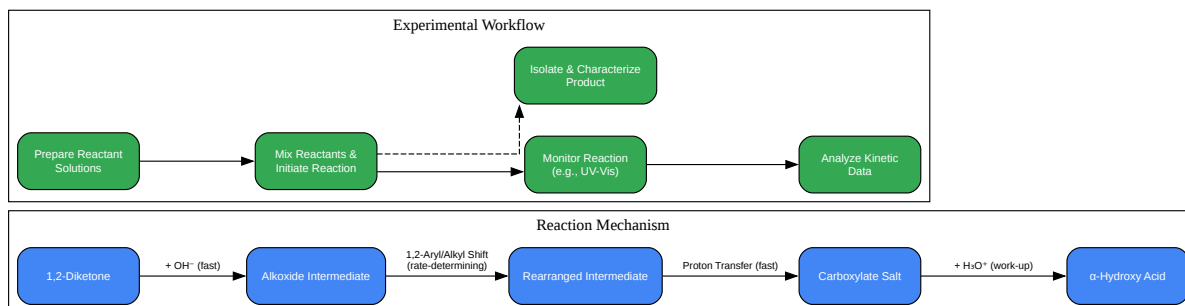 Experimental Workflow
Isolate & Characterize
Product
Prepare Reactant
Solutions
Mix Reactants &
Initiate Reaction
Monitor Reaction
(e.g., UV-Vis)
Analyze Kinetic
Data
Reaction Mechanism
1,2-Diketone
+ OH⁻ (fast)
Alkoxide Intermediate
1,2-Aryl/Alkyl Shift
(rate-determining)
Rearranged Intermediate
Proton Transfer (fast)
Carboxylate Salt
+ H₃O⁺ (work-up)
α-Hydroxy Acid